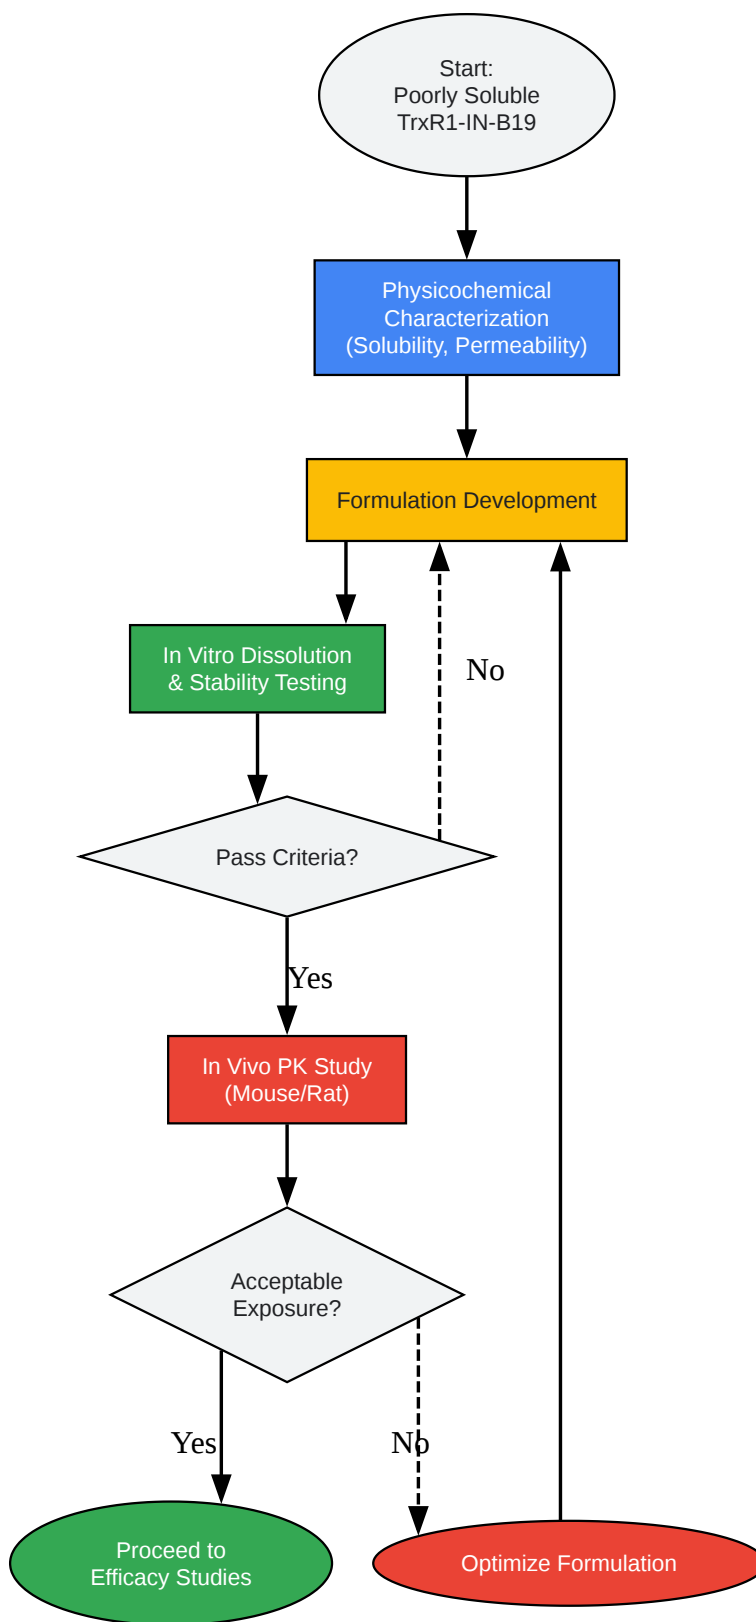 Start:
Poorly Soluble
TrxR1-IN-B19
Physicochemical
Characterization
(Solubility, Permeability)
Formulation Development
In Vitro Dissolution
& Stability Testing
No
Pass Criteria?
Yes
In Vivo PK Study
(Mouse/Rat)
Acceptable
Exposure?
Yes
No
Proceed to
Efficacy Studies
Optimize Formulation